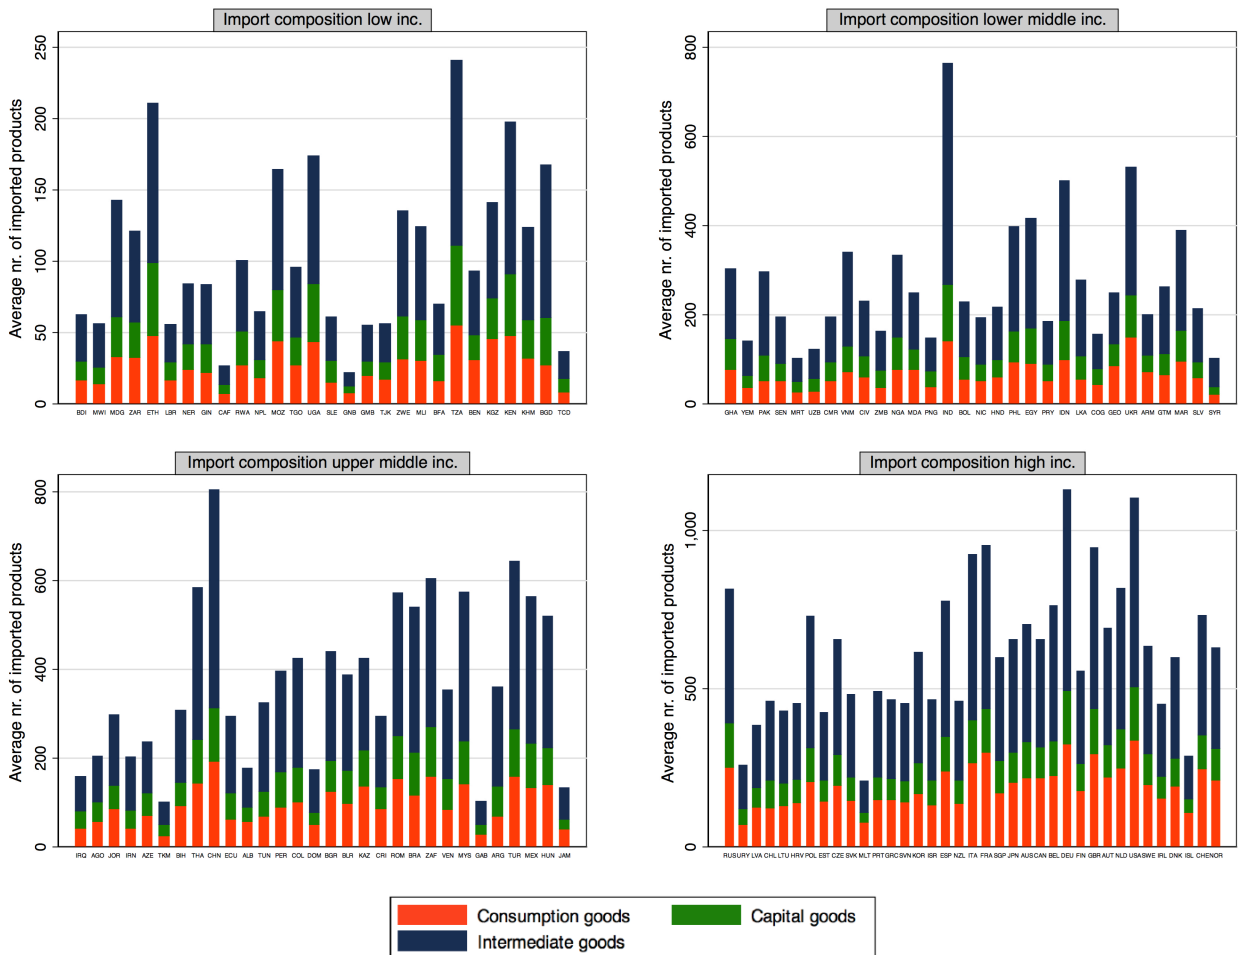 Import composition low inc.
Average nr. of imported products
250
200
150
100
50
0
BDI MWI MDG ZAR ETH LBR NER GIN CAF RWA NPL MOZ TGO UGA SLE GNB GMB TJK ZWE MLI BFA TZA BEN KGZ KEN KHM BGD TCD
Import composition lower middle inc.
Average nr. of imported products
800
600
400
200
0
GHA YEM PAK SEN MRT UZB CMR VNM CIV ZMB NGA MDA PNG IND BOL NIC HND PHL EGY PRY IDN LKA COG GEO UKR ARM GTM MAR SLV SYR
Import composition upper middle inc.
Average nr. of imported products
800
600
400
200
0
IRQ AGO JOR IRN AZE TKM BIH THA CHN ECU ALB TUN PER COL DOM BGR BLR KAZ CRI ROM BRA ZAF VEN MYS GAB ARG TUR MEX HUN JAM
Import composition high inc.
Average nr. of imported products
1,000
500
0
RUS URY LVA CHL LTU HRV POL EST CZE SVK MLT PRT GRC SVN KOR ISR ESP NZL ITA FRA SGP JPN AUS CAN BEL DEU FIN GBR AUT NLD USA SWE IRL DNK ISL CHE NOR
Consumption goods
Capital goods
Intermediate goods